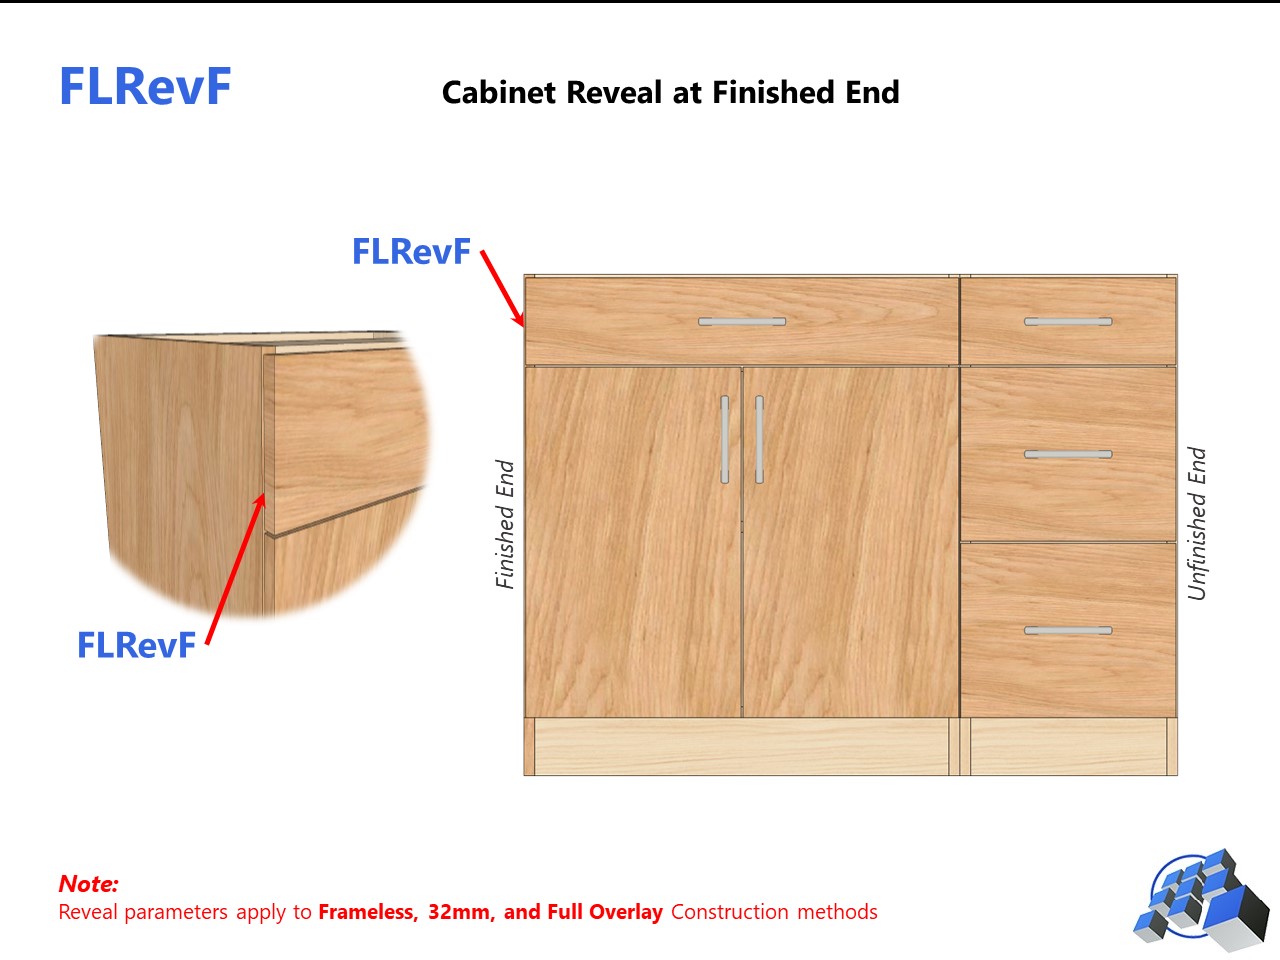 FLRevF
Cabinet Reveal at Finished End
FLRevF
Finished End
Unfinished End
FLRevF
Note:
Reveal parameters apply to Frameless, 32mm, and Full Overlay Construction methods